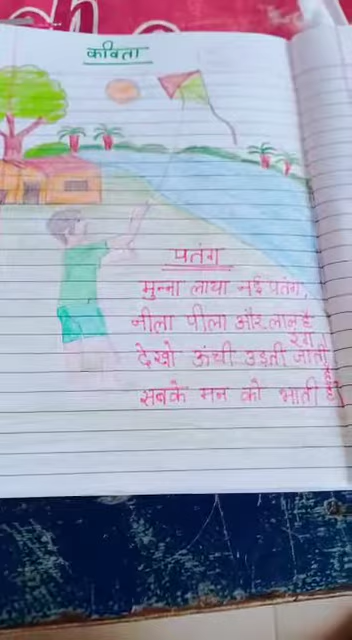 कविता
पतंग
मुन्ना लाया नई पतंग,
नीला पीला और लाल है
रंग
देखो ऊंची उड़ती जाती
है
सबके मन को भाती है